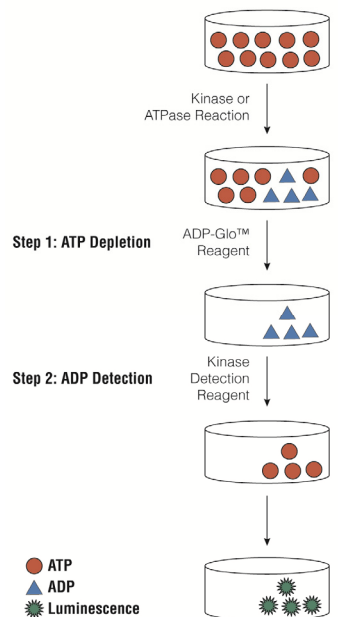 Kinase or
ATPase Reaction
Step 1: ATP Depletion
ADP-Glo™
Reagent
Step 2: ADP Detection
Kinase
Detection
Reagent
ATP
ADP
Luminescence